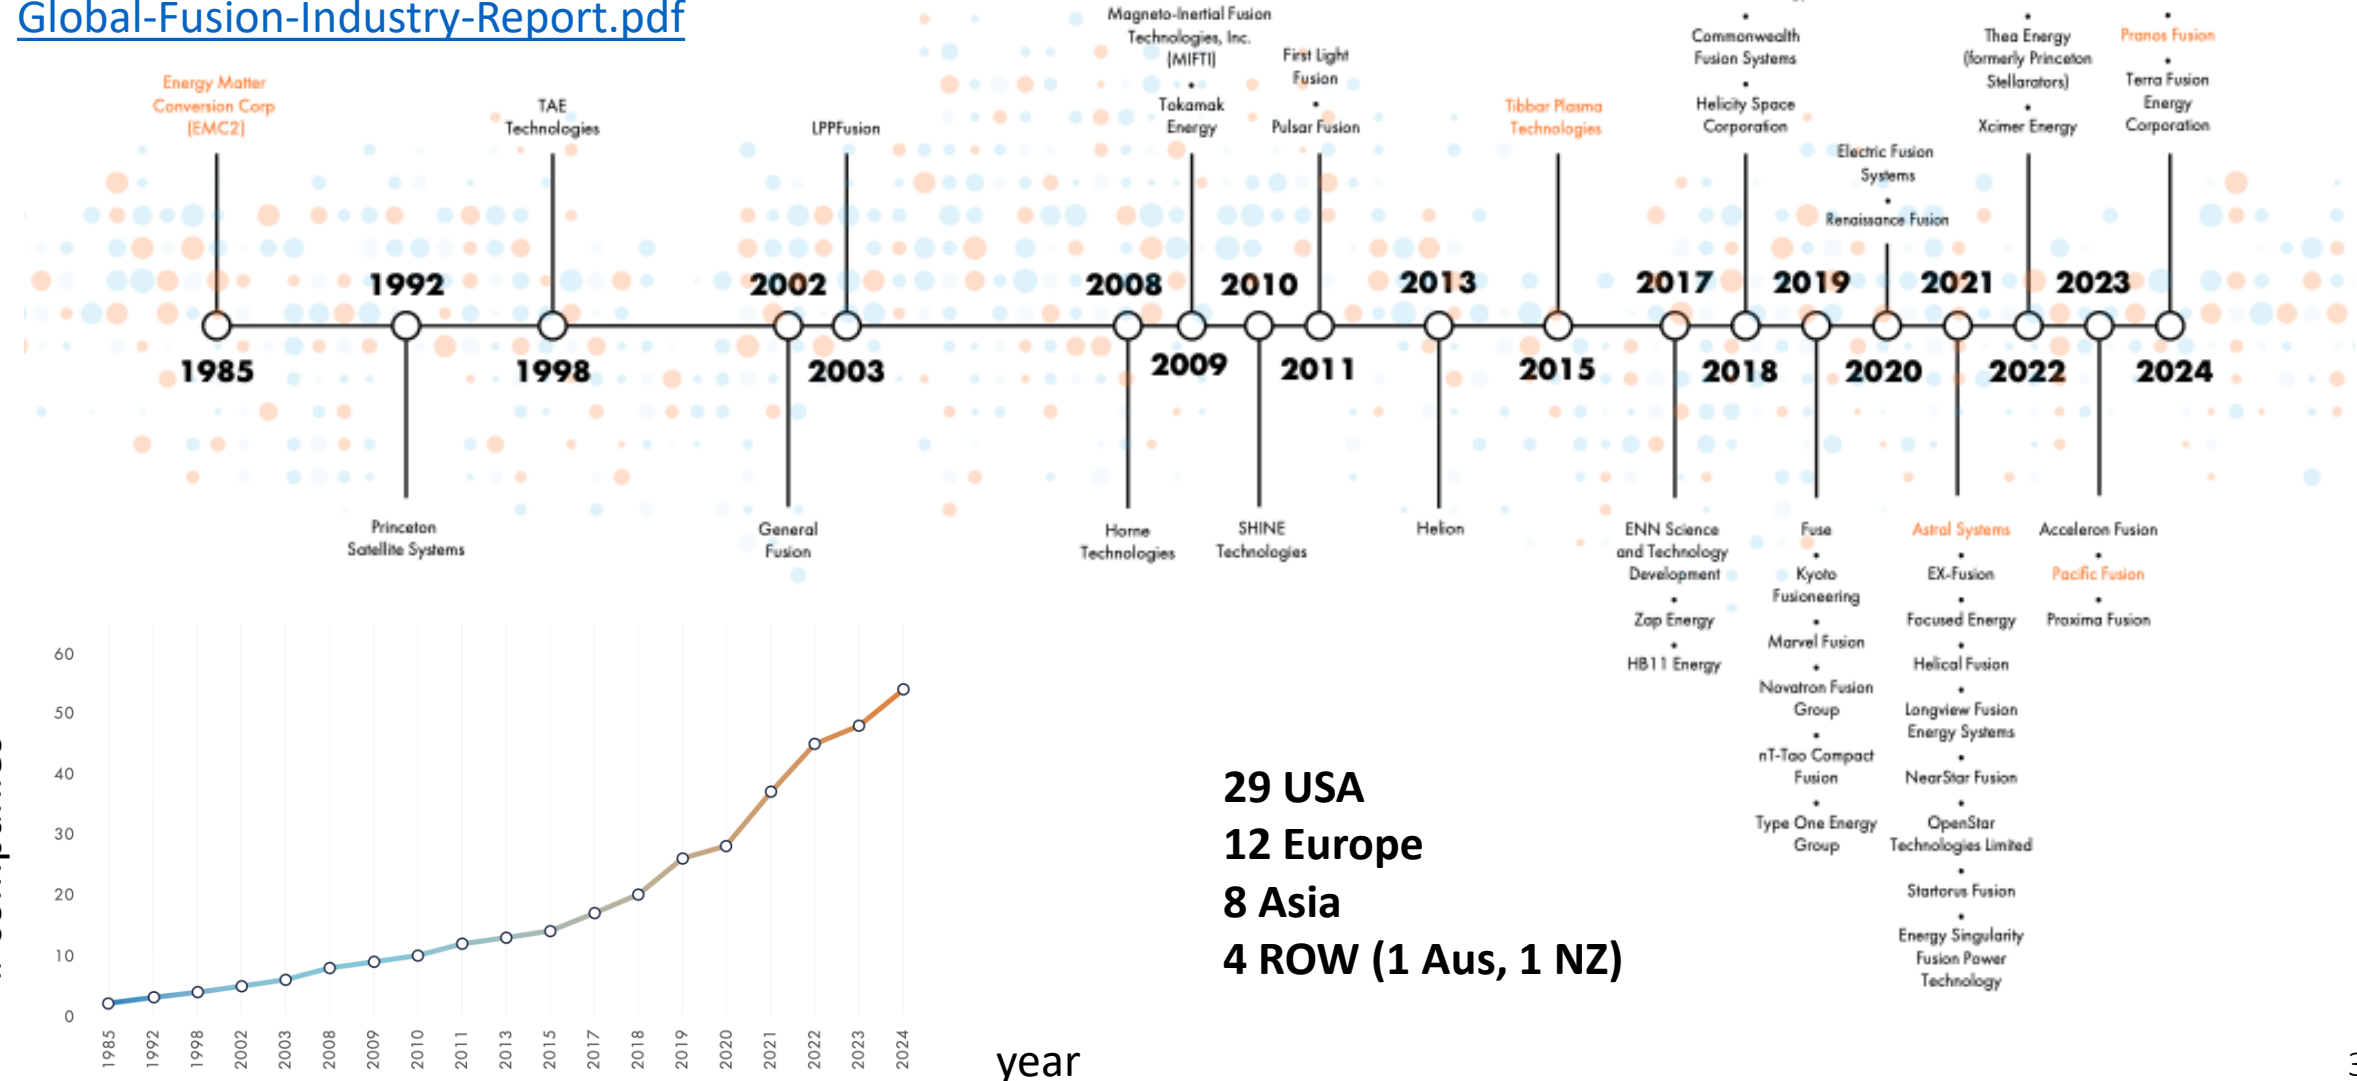 Global-Fusion-Industry-Report.pdf
Energy Matter
Conversion Corp
(EMC2)
TAE
Technologies
LPPFusion
Magneto-Inertial Fusion
Technologies, Inc.
(MIFTI)
•
Tokamak
Energy
First Light
Fusion
•
Pulsar Fusion
Tibbar Plasma
Technologies
•
Commonwealth
Fusion Systems
•
Helicity Space
Corporation
Electric Fusion
Systems
•
Renaissance Fusion
•
Thea Energy
(formerly Princeton
Stellarators)
•
Xcimer Energy
•
Pranos Fusion
•
Terra Fusion
Energy
Corporation
1985
1992
1998
2002
2003
2008
2009
2010
2011
2013
2015
2017
2018
2019
2020
2021
2022
2023
2024
Princeton
Satellite Systems
General
Fusion
Horne
Technologies
SHINE
Technologies
Helion
ENN Science
and Technology
Development
•
Zap Energy
•
HB11 Energy
Fuse
•
Kyoto
Fusioneering
•
Marvel Fusion
•
Novatron Fusion
Group
•
nT-Tao Compact
Fusion
•
Type One Energy
Group
Astral Systems
•
EX-Fusion
•
Focused Energy
•
Helical Fusion
•
Longview Fusion
Energy Systems
•
NearStar Fusion
•
OpenStar
Technologies Limited
•
Startorus Fusion
•
Energy Singularity
Fusion Power
Technology
Acceleron Fusion
•
Pacific Fusion
•
Proxima Fusion
60
50
40
30
20
10
0
1985
1992
1998
2002
2003
2008
2009
2010
2011
2013
2015
2017
2018
2019
2020
2021
2022
2023
2024
year
29 USA
12 Europe
8 Asia
4 ROW (1 Aus, 1 NZ)